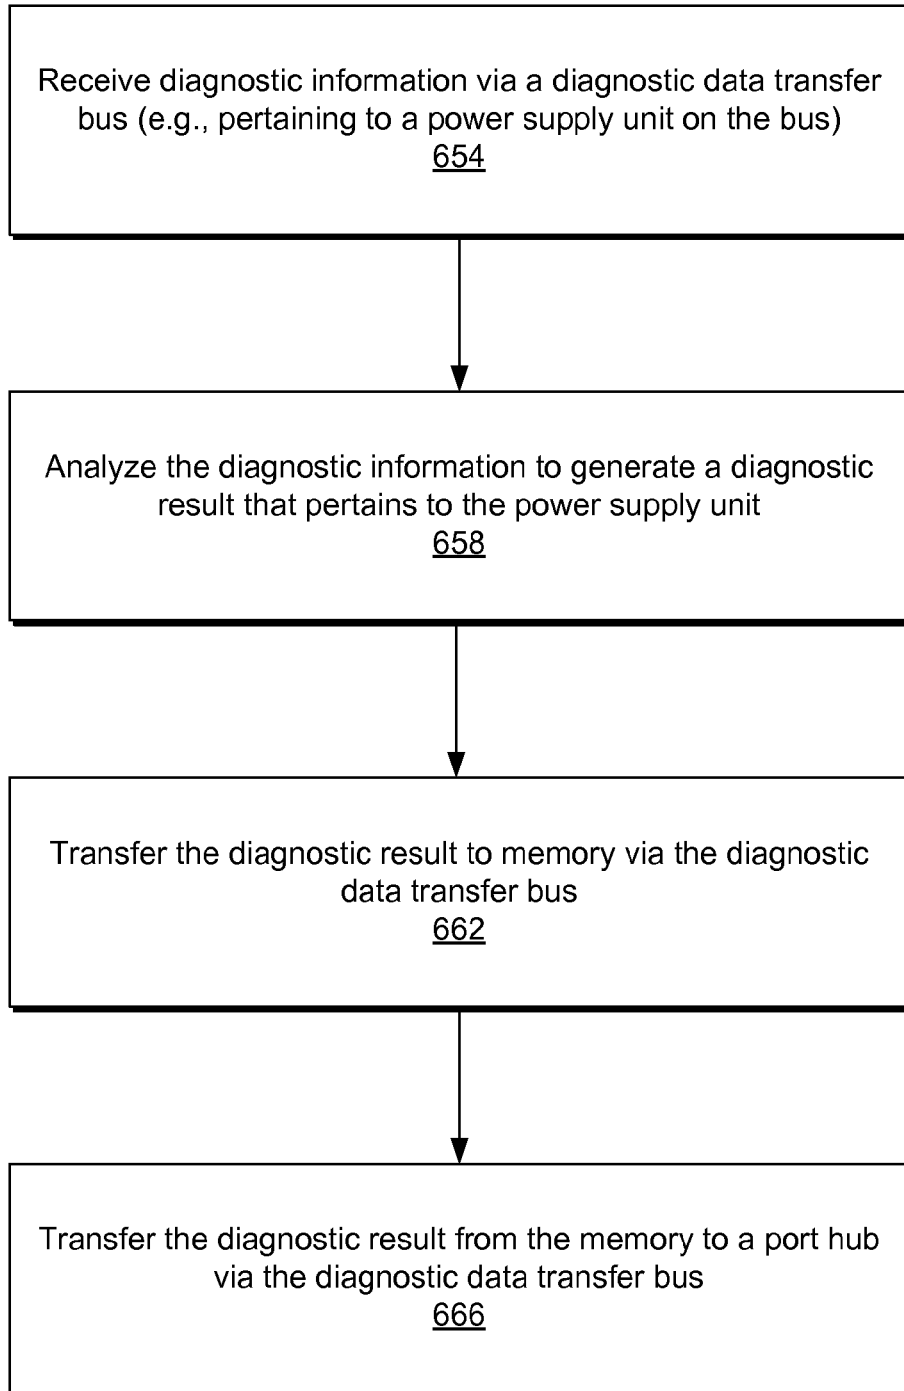 Receive diagnostic information via a diagnostic data transfer
bus (e.g., pertaining to a power supply unit on the bus)
654
Analyze the diagnostic information to generate a diagnostic
result that pertains to the power supply unit
658
Transfer the diagnostic result to memory via the diagnostic
data transfer bus
662
Transfer the diagnostic result from the memory to a port hub
via the diagnostic data transfer bus
666